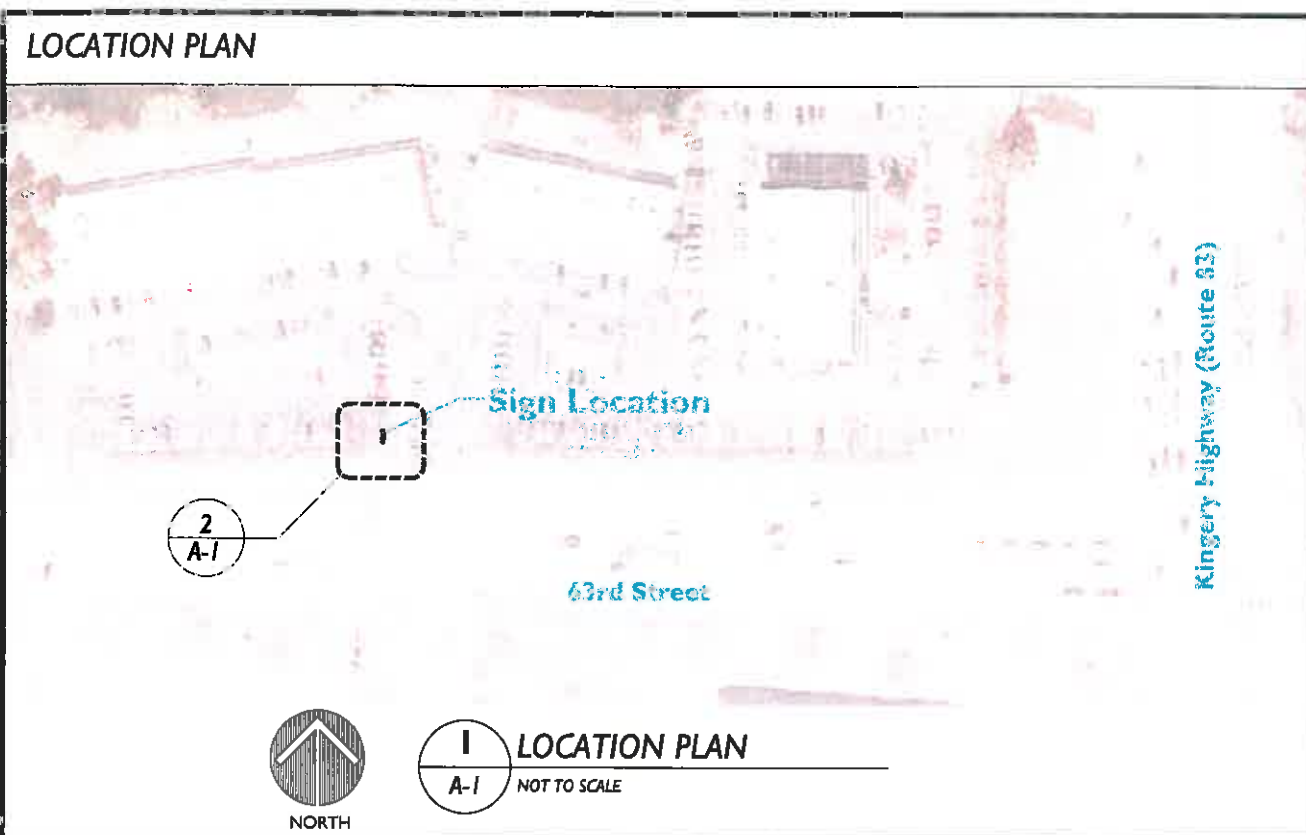 LOCATION PLAN
Kingery Highway (Route 83)
Sign Location
2
A-1
63rd Street
1
A-1
LOCATION PLAN
NOT TO SCALE
NORTH